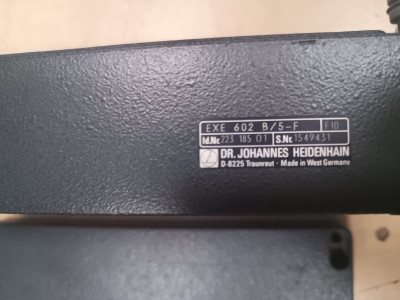 EXE 602 B/5-F F10
Id.Nr. 223 185 01 S.Nr. 1549431
DR. JOHANNES HEIDENHAIN
D-8225 Traunreut · Made in West Germany